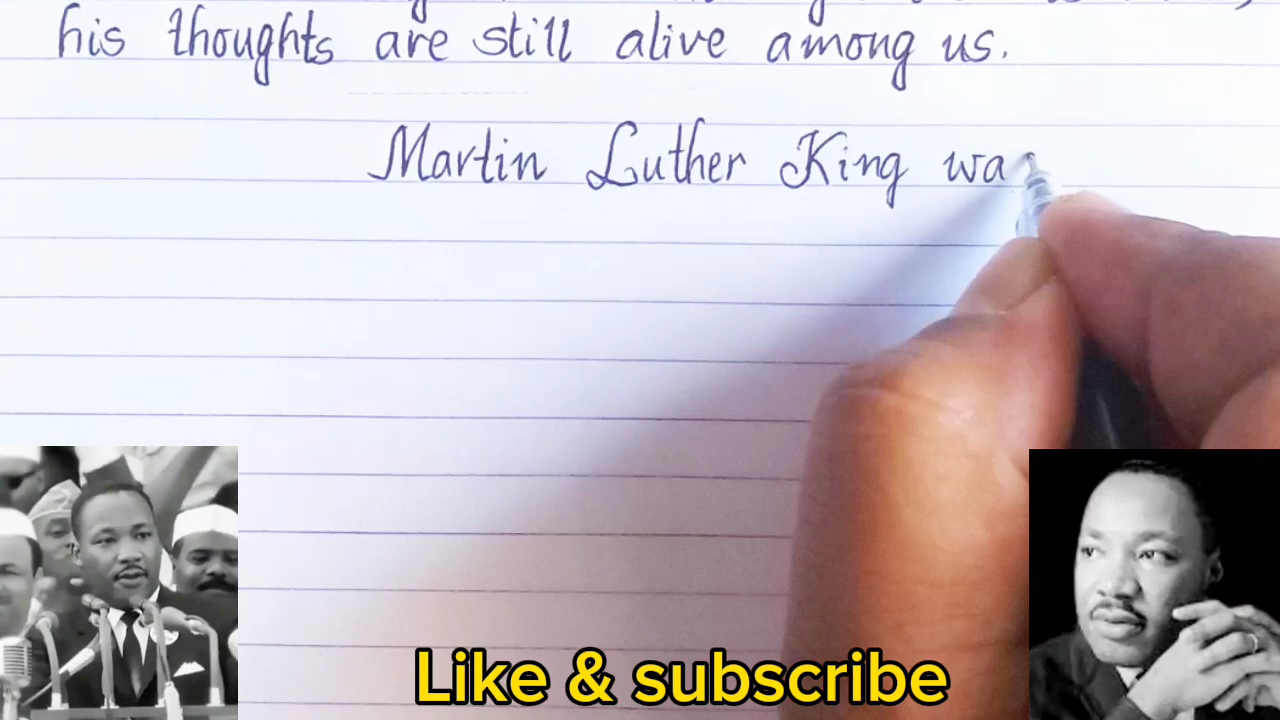 his thoughts are still alive among us.
Martin Luther King wa
Like & subscribe